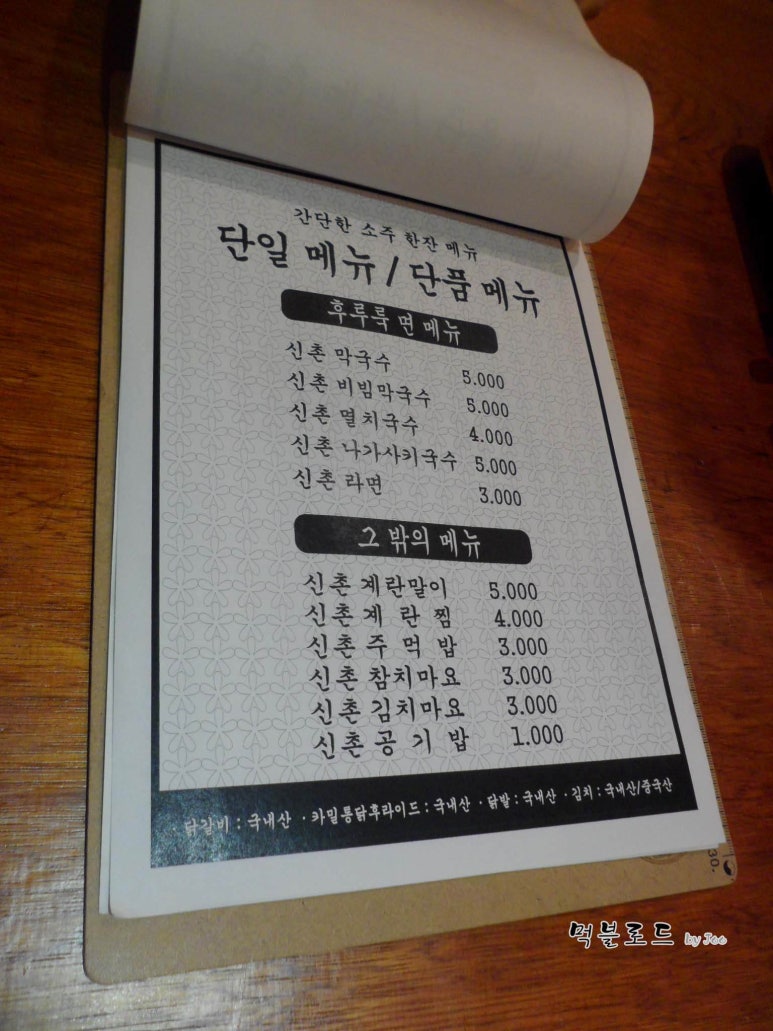 간단한 소주 한잔 메뉴
단일 메뉴 / 단품 메뉴
후루룩 면 메뉴
신촌 막국수 5.000
신촌 비빔막국수 5.000
신촌 멸치국수 4.000
신촌 나가사키국수 5.000
신촌 라면 3.000
그 밖의 메뉴
신촌 계란말이 5.000
신촌 계 란 찜 4.000
신촌 주 먹 밥 3.000
신촌 참치마요 3.000
신촌 김치마요 3.000
신촌 공 기 밥 1.000
· 닭갈비 : 국내산 · 카밀통닭후라이드 : 국내산 · 닭발 : 국내산 · 김치 : 국내산/중국산
30.
먹블로드 by Joo